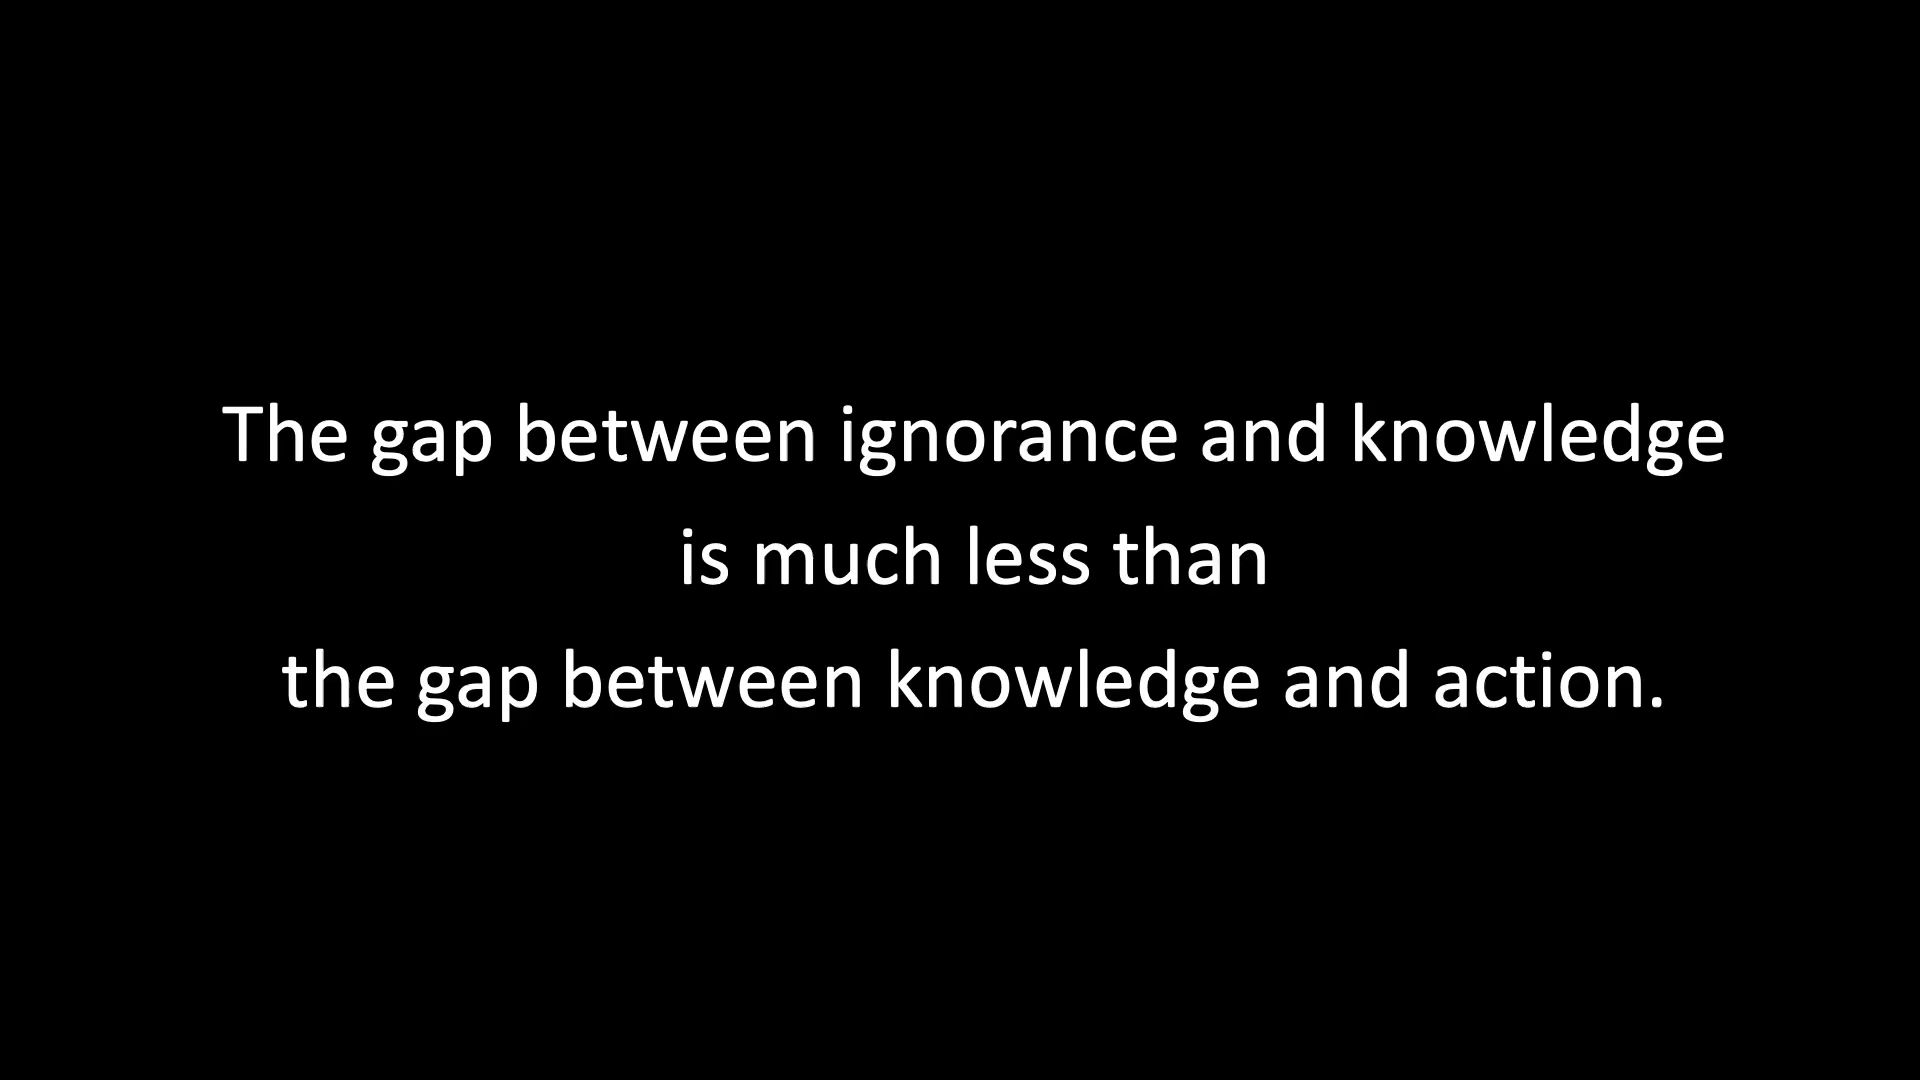 The gap between ignorance and knowledge
is much less than
the gap between knowledge and action.